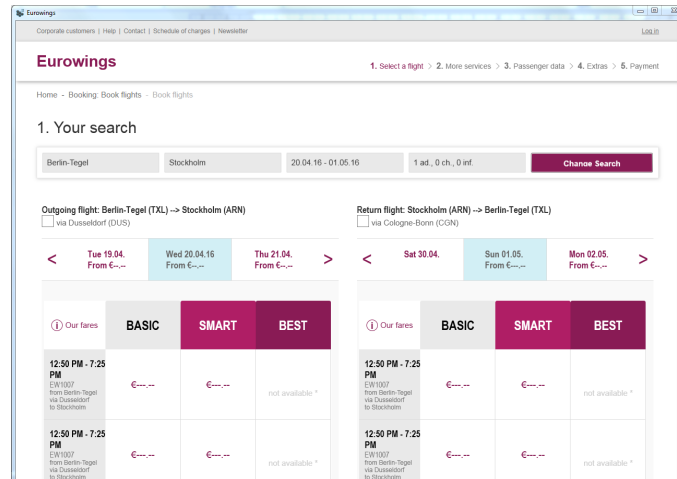 Eurowings
Corporate customers | Help | Contact | Schedule of charges | Newsletter
Log in
Eurowings
1. Select a flight > 2. More services > 3. Passenger data > 4. Extras > 5. Payment
Home - Booking: Book flights - Book flights
1. Your search
Berlin-Tegel
Stockholm
20.04.16 - 01.05.16
1 ad., 0 ch., 0 inf.
Change Search
Outgoing flight: Berlin-Tegel (TXL) --> Stockholm (ARN)
via Dusseldorf (DUS)
< Tue 19.04. Wed 20.04.16 Thu 21.04. >
From €--.-- From €--.-- From €--.--
Our fares BASIC SMART BEST
12:50 PM - 7:25
PM
EW1007
from Berlin-Tegel
via Dusseldorf
to Stockholm
€---.-- €---.-- not available *
12:50 PM - 7:25
PM
EW1007
from Berlin-Tegel
via Dusseldorf
to Stockholm
€---.-- €---.-- not available *
Return flight: Stockholm (ARN) --> Berlin-Tegel (TXL)
via Cologne-Bonn (CGN)
< Sat 30.04. Sun 01.05. Mon 02.05. >
From €---.-- From €--.--
Our fares BASIC SMART BEST
12:50 PM - 7:25
PM
EW1007
from Berlin-Tegel
via Dusseldorf
to Stockholm
€---.-- €---.-- not available *
12:50 PM - 7:25
PM
EW1007
from Berlin-Tegel
via Dusseldorf
to Stockholm
€---.-- €---.-- not available *